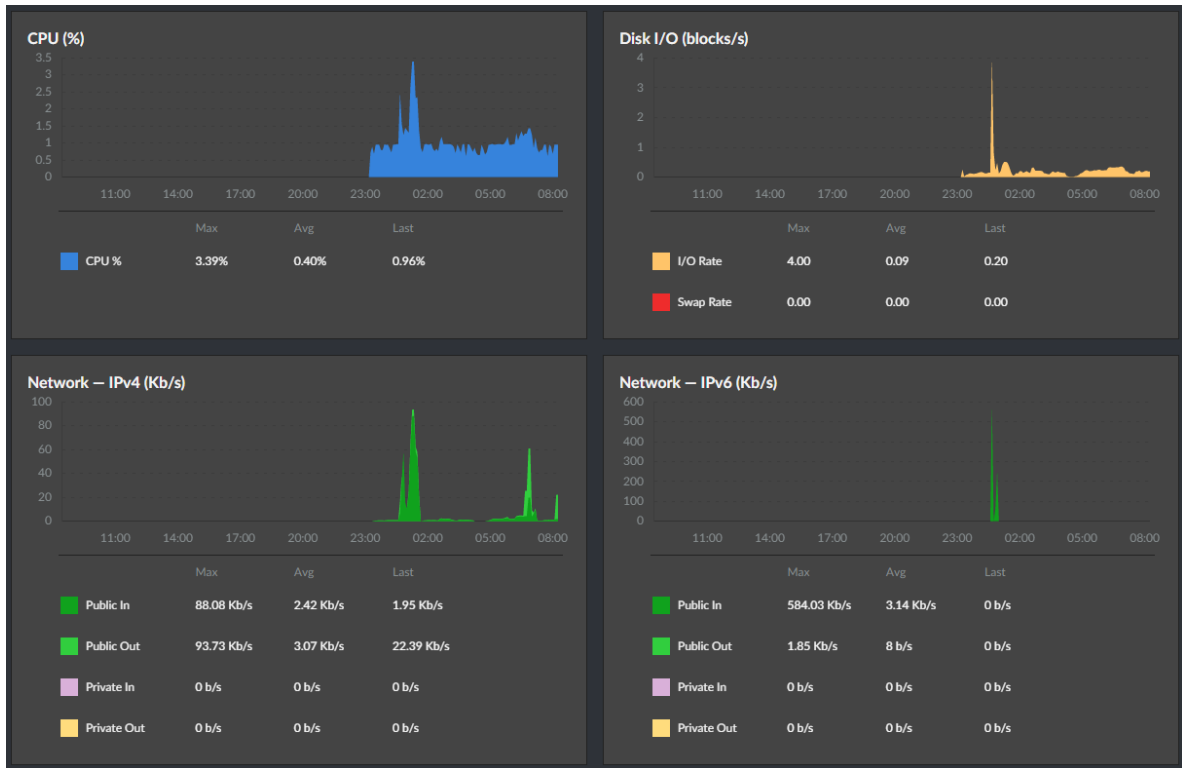 CPU (%)
3.5
3
2.5
2
1.5
1
0.5
0
11:00 14:00 17:00 20:00 23:00 02:00 05:00 08:00
Max Avg Last
CPU % 3.39% 0.40% 0.96%
Disk I/O (blocks/s)
4
3
2
1
0
11:00 14:00 17:00 20:00 23:00 02:00 05:00 08:00
Max Avg Last
I/O Rate 4.00 0.09 0.20
Swap Rate 0.00 0.00 0.00
Network — IPv4 (Kb/s)
100
80
60
40
20
0
11:00 14:00 17:00 20:00 23:00 02:00 05:00 08:00
Max Avg Last
Public In 88.08 Kb/s 2.42 Kb/s 1.95 Kb/s
Public Out 93.73 Kb/s 3.07 Kb/s 22.39 Kb/s
Private In 0 b/s 0 b/s 0 b/s
Private Out 0 b/s 0 b/s 0 b/s
Network — IPv6 (Kb/s)
600
500
400
300
200
100
0
11:00 14:00 17:00 20:00 23:00 02:00 05:00 08:00
Max Avg Last
Public In 584.03 Kb/s 3.14 Kb/s 0 b/s
Public Out 1.85 Kb/s 8 b/s 0 b/s
Private In 0 b/s 0 b/s 0 b/s
Private Out 0 b/s 0 b/s 0 b/s